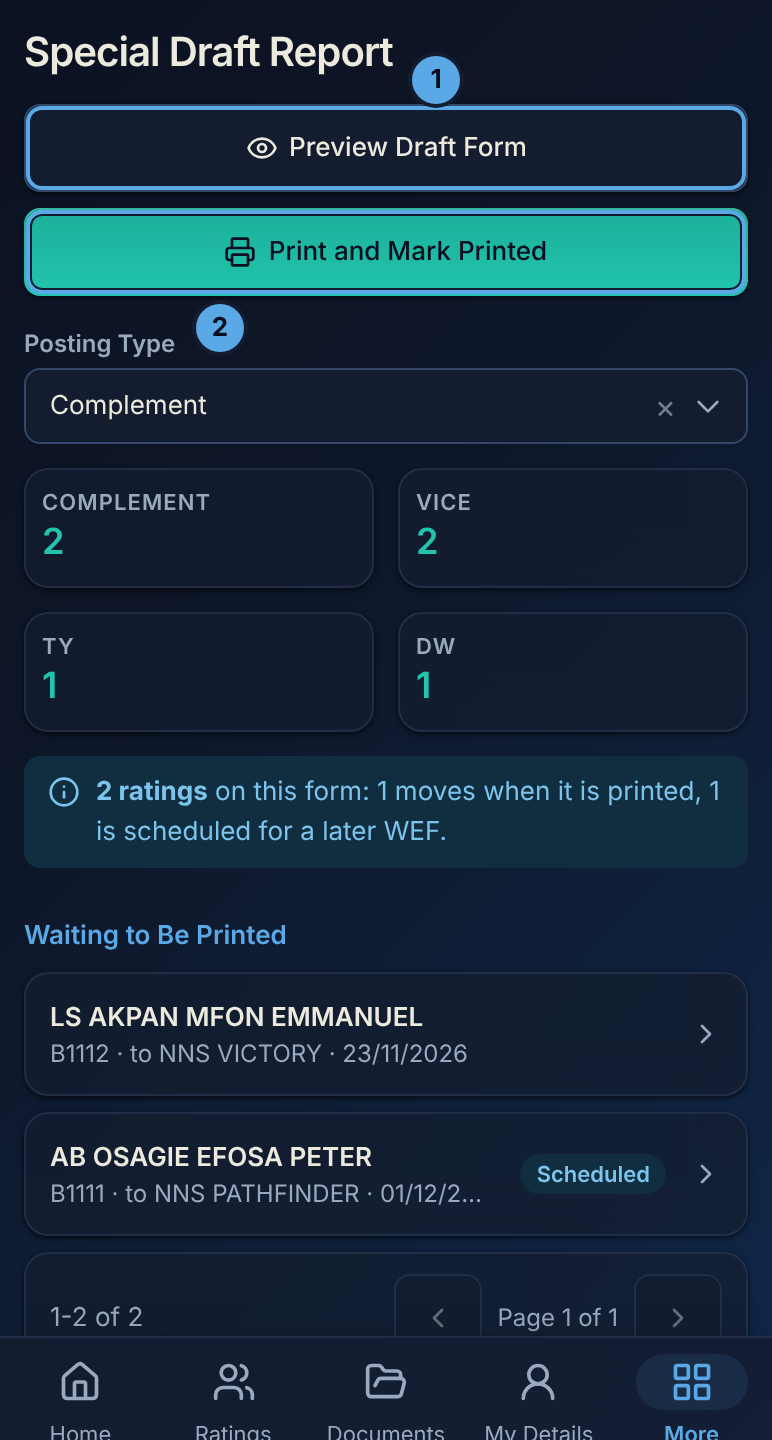 Special Draft Report
1
Preview Draft Form
Print and Mark Printed
2
Posting Type
Complement
COMPLEMENT
2
VICE
2
TY
1
DW
1
2 ratings on this form: 1 moves when it is printed, 1
is scheduled for a later WEF.
Waiting to Be Printed
LS AKPAN MFON EMMANUEL
B1112 · to NNS VICTORY · 23/11/2026
AB OSAGIE EFOSA PETER
B1111 · to NNS PATHFINDER · 01/12/2...
Scheduled
1-2 of 2
Page 1 of 1
Home
Ratings
Documents
My Details
More